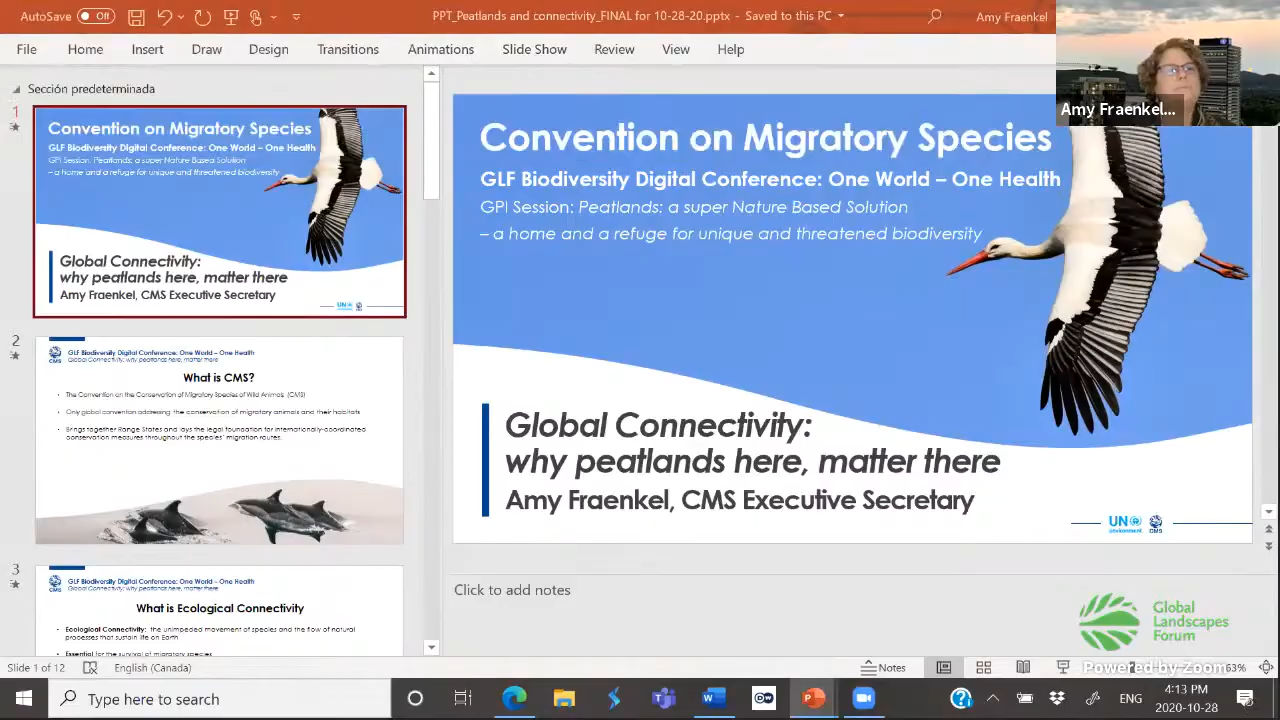 AutoSave Off
PPT_Peatlands and connectivity_FINAL for 10-28-20.pptx - Saved to this PC
Amy Fraenkel
File Home Insert Draw Design Transitions Animations Slide Show Review View Help
Amy Fraenkel...
Sección predeterminada
1
Convention on Migratory Species
GLF Biodiversity Digital Conference: One World – One Health
GPI Session: Peatlands: a super Nature Based Solution
– a home and a refuge for unique and threatened biodiversity
Global Connectivity:
why peatlands here, matter there
Amy Fraenkel, CMS Executive Secretary
2
CMS
GLF Biodiversity Digital Conference: One World – One Health
Global Connectivity: why peatlands here, matter there
What is CMS?
• The Convention on the Conservation of Migratory Species of Wild Animals (CMS)
• Only global convention addressing the conservation of migratory animals and their habitats
• Brings together Range States and lays the legal foundation for internationally-coordinated
conservation measures throughout the species' migration routes.
3
CMS
GLF Biodiversity Digital Conference: One World – One Health
Global Connectivity: why peatlands here, matter there
What is Ecological Connectivity
• Ecological Connectivity: the unimpeded movement of species and the flow of natural
processes that sustain life on Earth
• Essential for the survival of migratory species
Convention on Migratory Species
GLF Biodiversity Digital Conference: One World – One Health
GPI Session: Peatlands: a super Nature Based Solution
– a home and a refuge for unique and threatened biodiversity
Global Connectivity:
why peatlands here, matter there
Amy Fraenkel, CMS Executive Secretary
UN
environment
CMS
Click to add notes
Global
Landscapes
Forum
Slide 1 of 12
English (Canada)
Notes
Powered by Zoom
63%
Type here to search
ENG
4:13 PM
2020-10-28